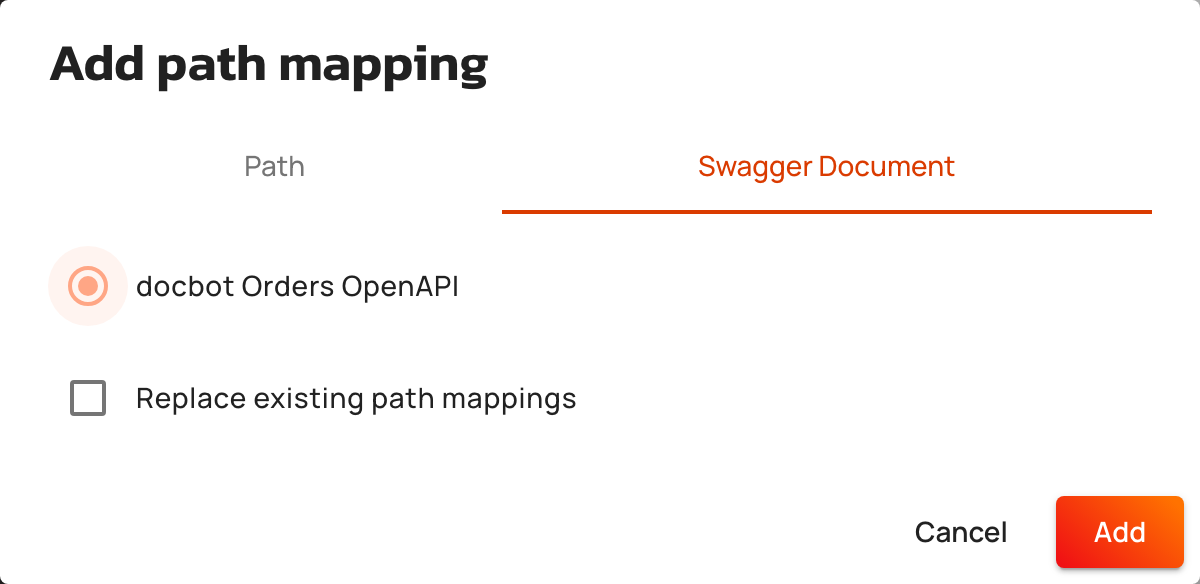 Add path mapping
Path
Swagger Document
docbot Orders OpenAPI
Replace existing path mappings
Cancel
Add